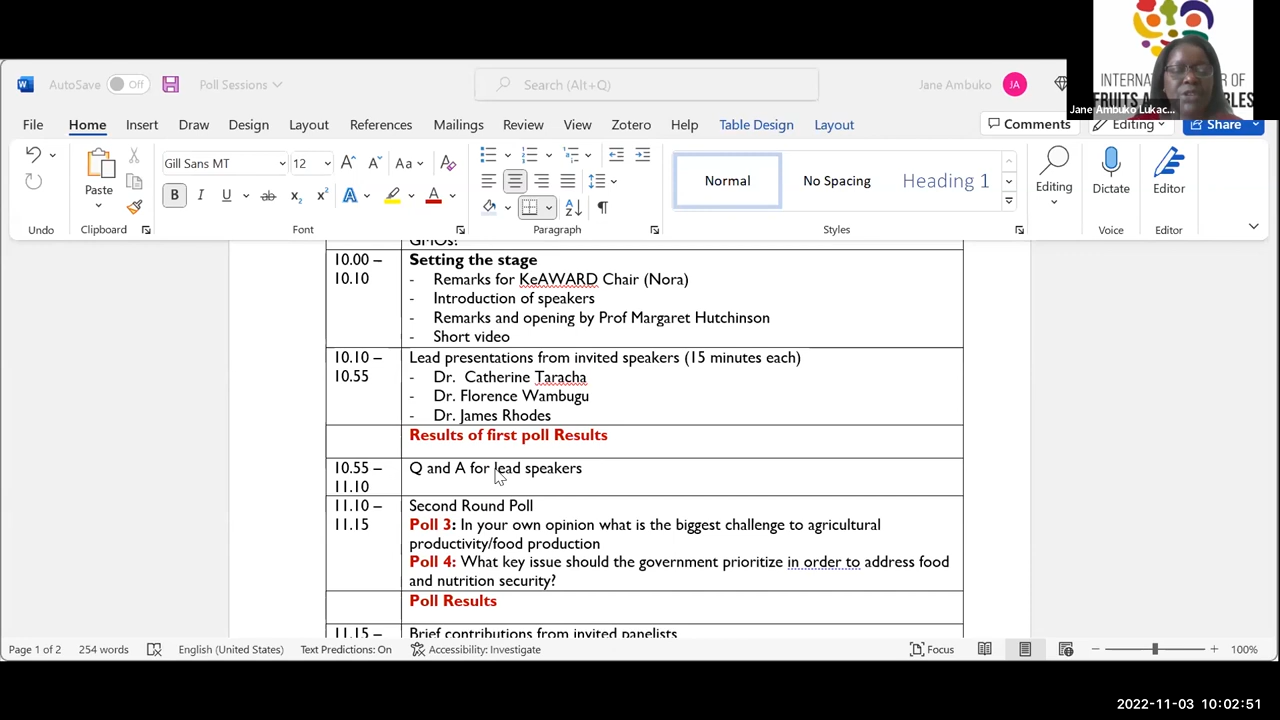 AutoSave
Off
Poll Sessions
Search (Alt+Q)
Jane Ambuko
JA
INTERNAT
OF
FRUITS
Jane Ambuko Lukac...
File
Home
Insert
Draw
Design
Layout
References
Mailings
Review
View
Zotero
Help
Table Design
Layout
Comments
Editing
Share
Paste
Gill Sans MT
12
Normal
No Spacing
Heading 1
Editing
Dictate
Editor
Undo
Clipboard
Font
Paragraph
Styles
Voice
Editor
GMOs?
10.00 –
10.10
Setting the stage
- Remarks for KeAWARD Chair (Nora)
- Introduction of speakers
- Remarks and opening by Prof Margaret Hutchinson
- Short video
10.10 –
10.55
Lead presentations from invited speakers (15 minutes each)
- Dr.  Catherine Taracha
- Dr. Florence Wambugu
- Dr. James Rhodes
Results of first poll Results
10.55 –
11.10
Q and A for lead speakers
11.10 –
11.15
Second Round Poll
Poll 3: In your own opinion what is the biggest challenge to agricultural
productivity/food production
Poll 4: What key issue should the government prioritize in order to address food
and nutrition security?
Poll Results
11.15 –
Brief contributions from invited panelists
Page 1 of 2
254 words
English (United States)
Text Predictions: On
Accessibility: Investigate
Focus
100%
2022-11-03 10:02:51